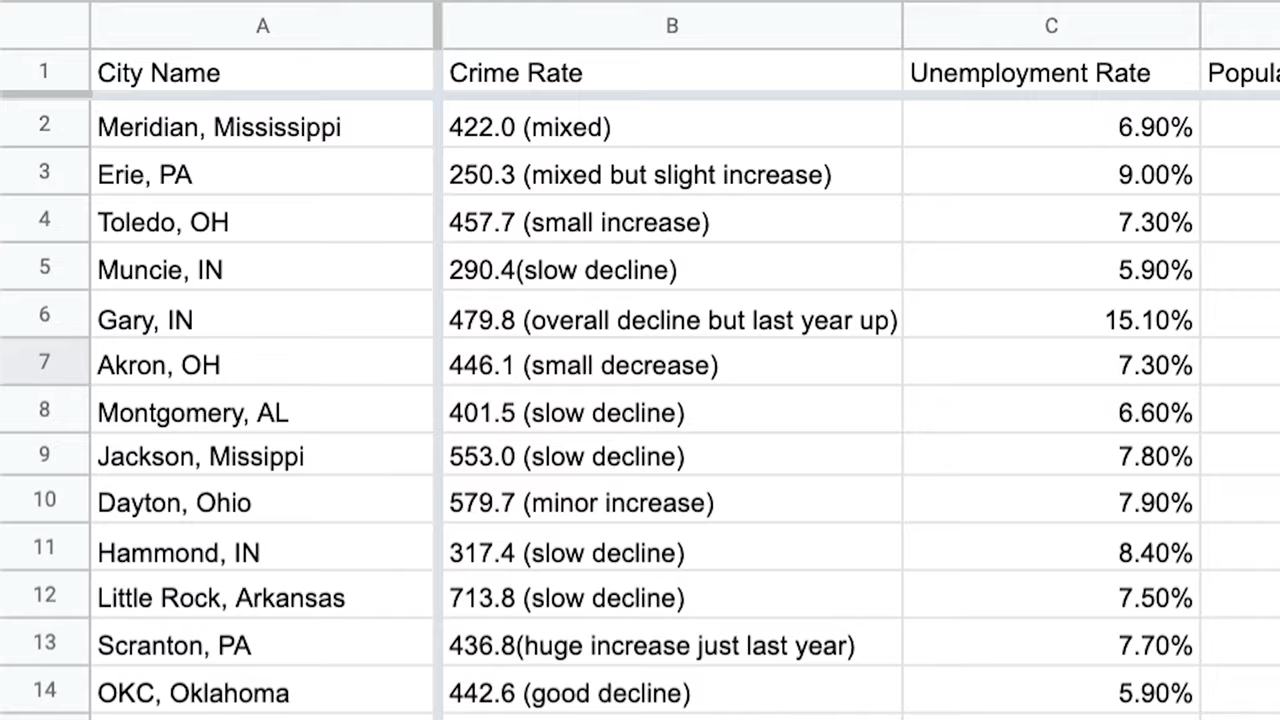 A B C
1 City Name Crime Rate Unemployment Rate Popula
2 Meridian, Mississippi 422.0 (mixed) 6.90%
3 Erie, PA 250.3 (mixed but slight increase) 9.00%
4 Toledo, OH 457.7 (small increase) 7.30%
5 Muncie, IN 290.4(slow decline) 5.90%
6 Gary, IN 479.8 (overall decline but last year up) 15.10%
7 Akron, OH 446.1 (small decrease) 7.30%
8 Montgomery, AL 401.5 (slow decline) 6.60%
9 Jackson, Missippi 553.0 (slow decline) 7.80%
10 Dayton, Ohio 579.7 (minor increase) 7.90%
11 Hammond, IN 317.4 (slow decline) 8.40%
12 Little Rock, Arkansas 713.8 (slow decline) 7.50%
13 Scranton, PA 436.8(huge increase just last year) 7.70%
14 OKC, Oklahoma 442.6 (good decline) 5.90%